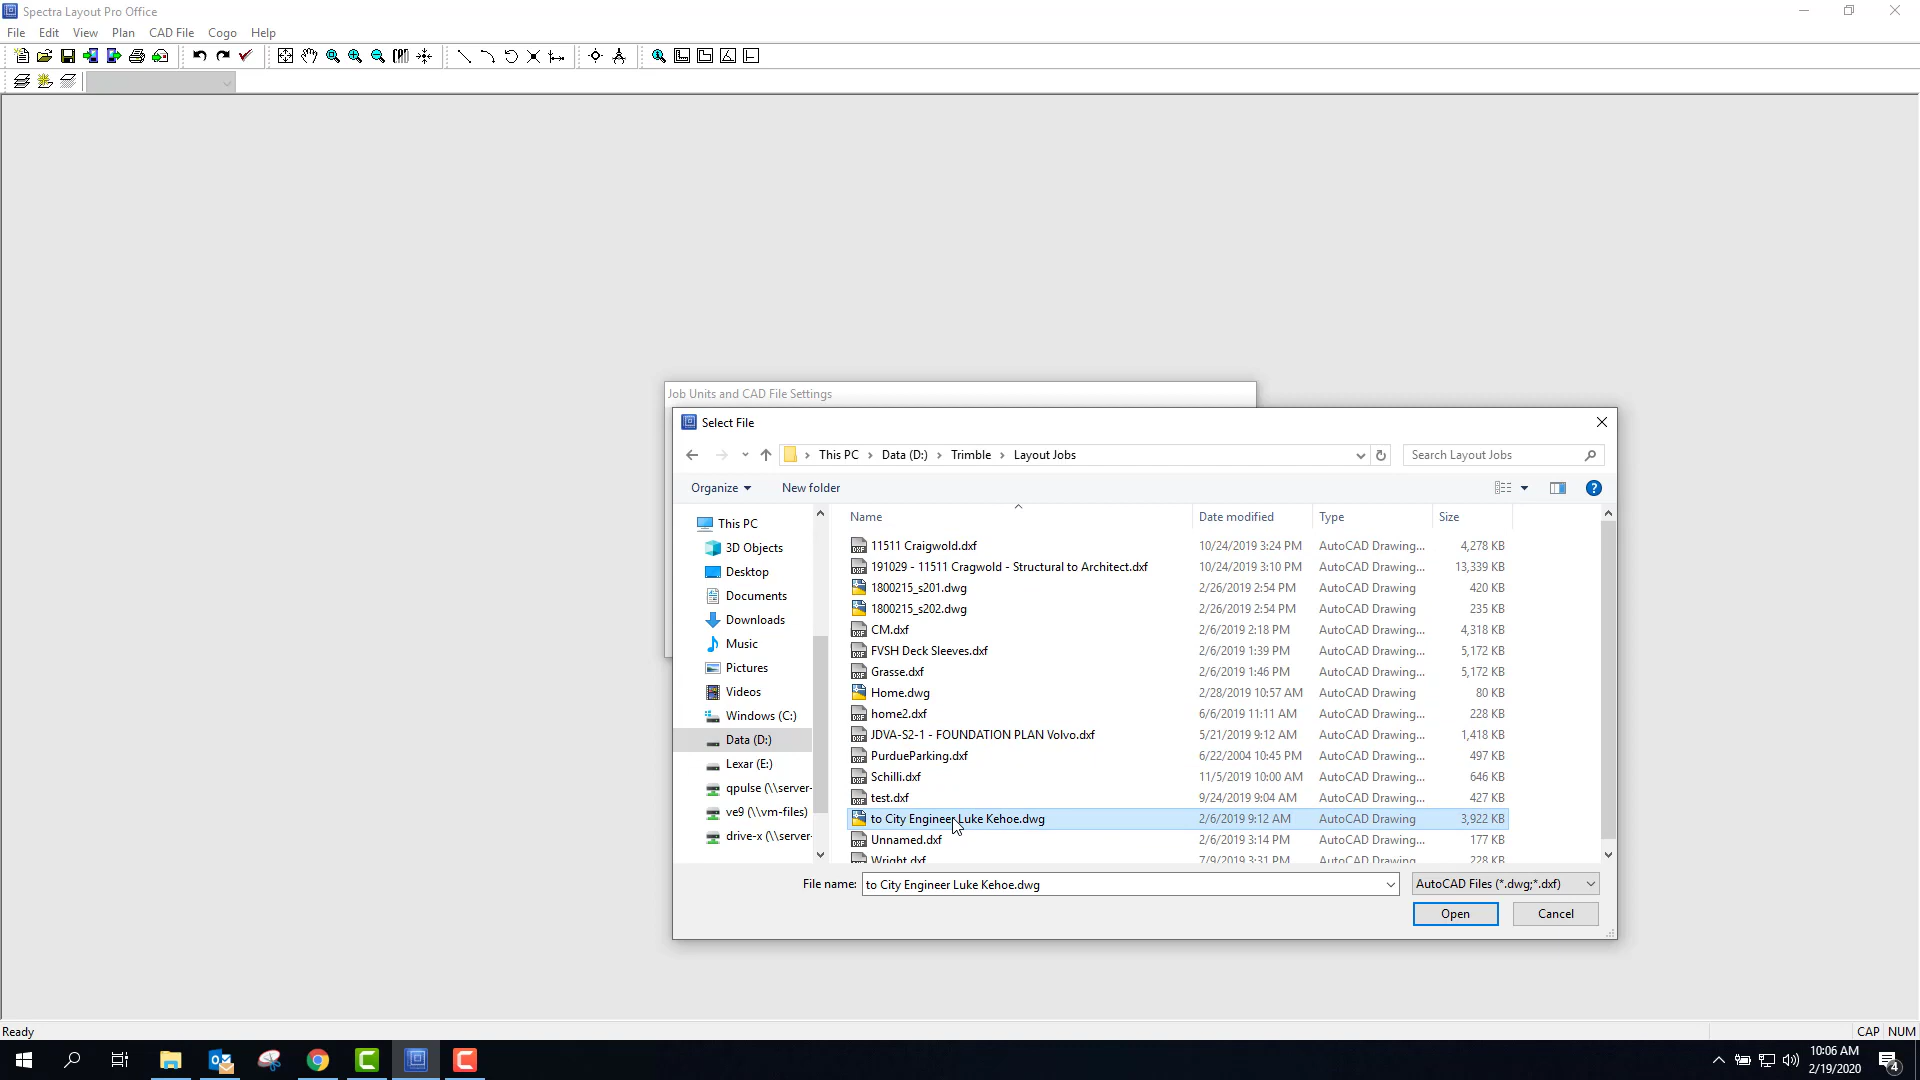 Spectra Layout Pro Office
File Edit View Plan CAD File Cogo Help
Job Units and CAD File Settings
Select File
This PC Data (D:) Trimble Layout Jobs Search Layout Jobs
Organize New folder
Name Date modified Type Size
This PC
3D Objects
Desktop
Documents
Downloads
Music
Pictures
Videos
Windows (C:)
Data (D:)
Lexar (E:)
qpulse (\\server-
ve9 (\\vm-files)
drive-x (\\server-
11511 Craigwold.dxf 10/24/2019 3:24 PM AutoCAD Drawing... 4,278 KB
191029 - 11511 Cragwold - Structural to Architect.dxf 10/24/2019 3:10 PM AutoCAD Drawing... 13,339 KB
1800215_s201.dwg 2/26/2019 2:54 PM AutoCAD Drawing 420 KB
1800215_s202.dwg 2/26/2019 2:54 PM AutoCAD Drawing 235 KB
CM.dxf 2/6/2019 2:18 PM AutoCAD Drawing... 4,318 KB
FVSH Deck Sleeves.dxf 2/6/2019 1:39 PM AutoCAD Drawing... 5,172 KB
Grasse.dxf 2/6/2019 1:46 PM AutoCAD Drawing... 5,172 KB
Home.dwg 2/28/2019 10:57 AM AutoCAD Drawing 80 KB
home2.dxf 6/6/2019 11:11 AM AutoCAD Drawing... 228 KB
JDVA-S2-1 - FOUNDATION PLAN Volvo.dxf 5/21/2019 9:12 AM AutoCAD Drawing... 1,418 KB
PurdueParking.dxf 6/22/2004 10:45 PM AutoCAD Drawing... 497 KB
Schilli.dxf 11/5/2019 10:00 AM AutoCAD Drawing... 646 KB
test.dxf 9/24/2019 9:04 AM AutoCAD Drawing... 427 KB
to City Engineer Luke Kehoe.dwg 2/6/2019 9:12 AM AutoCAD Drawing 3,922 KB
Unnamed.dxf 2/6/2019 3:14 PM AutoCAD Drawing... 177 KB
Wright.dxf 7/9/2019 3:31 PM AutoCAD Drawing... 228 KB
File name: to City Engineer Luke Kehoe.dwg AutoCAD Files (*.dwg;*.dxf)
Open Cancel
Ready CAP NUM
10:06 AM
2/19/2020
4